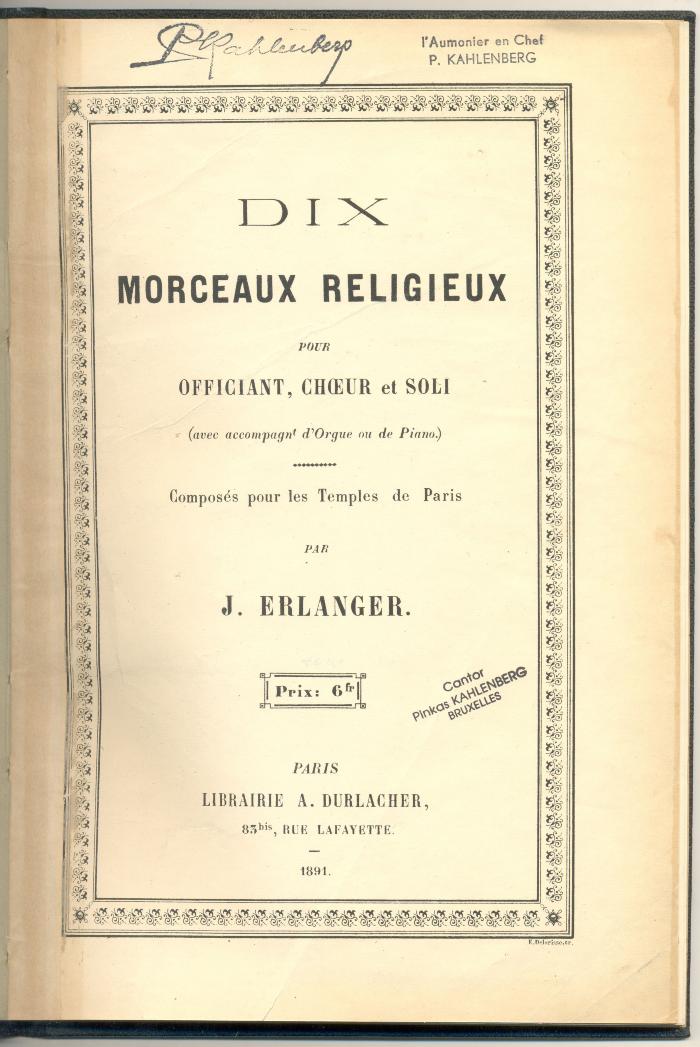 PKahlenberg
l'Aumonier en Chef
P. KAHLENBERG
DIX
MORCEAUX RELIGIEUX
POUR
OFFICIANT, CHŒUR et SOLI
(avec accompagnt d'Orgue ou de Piano.)
Composés pour les Temples de Paris
PAR
J. ERLANGER.
Prix: 6fr
Cantor
Pinkas KAHLENBERG
BRUXELLES
PARIS
LIBRAIRIE A. DURLACHER,
83bis, RUE LAFAYETTE.
1891.